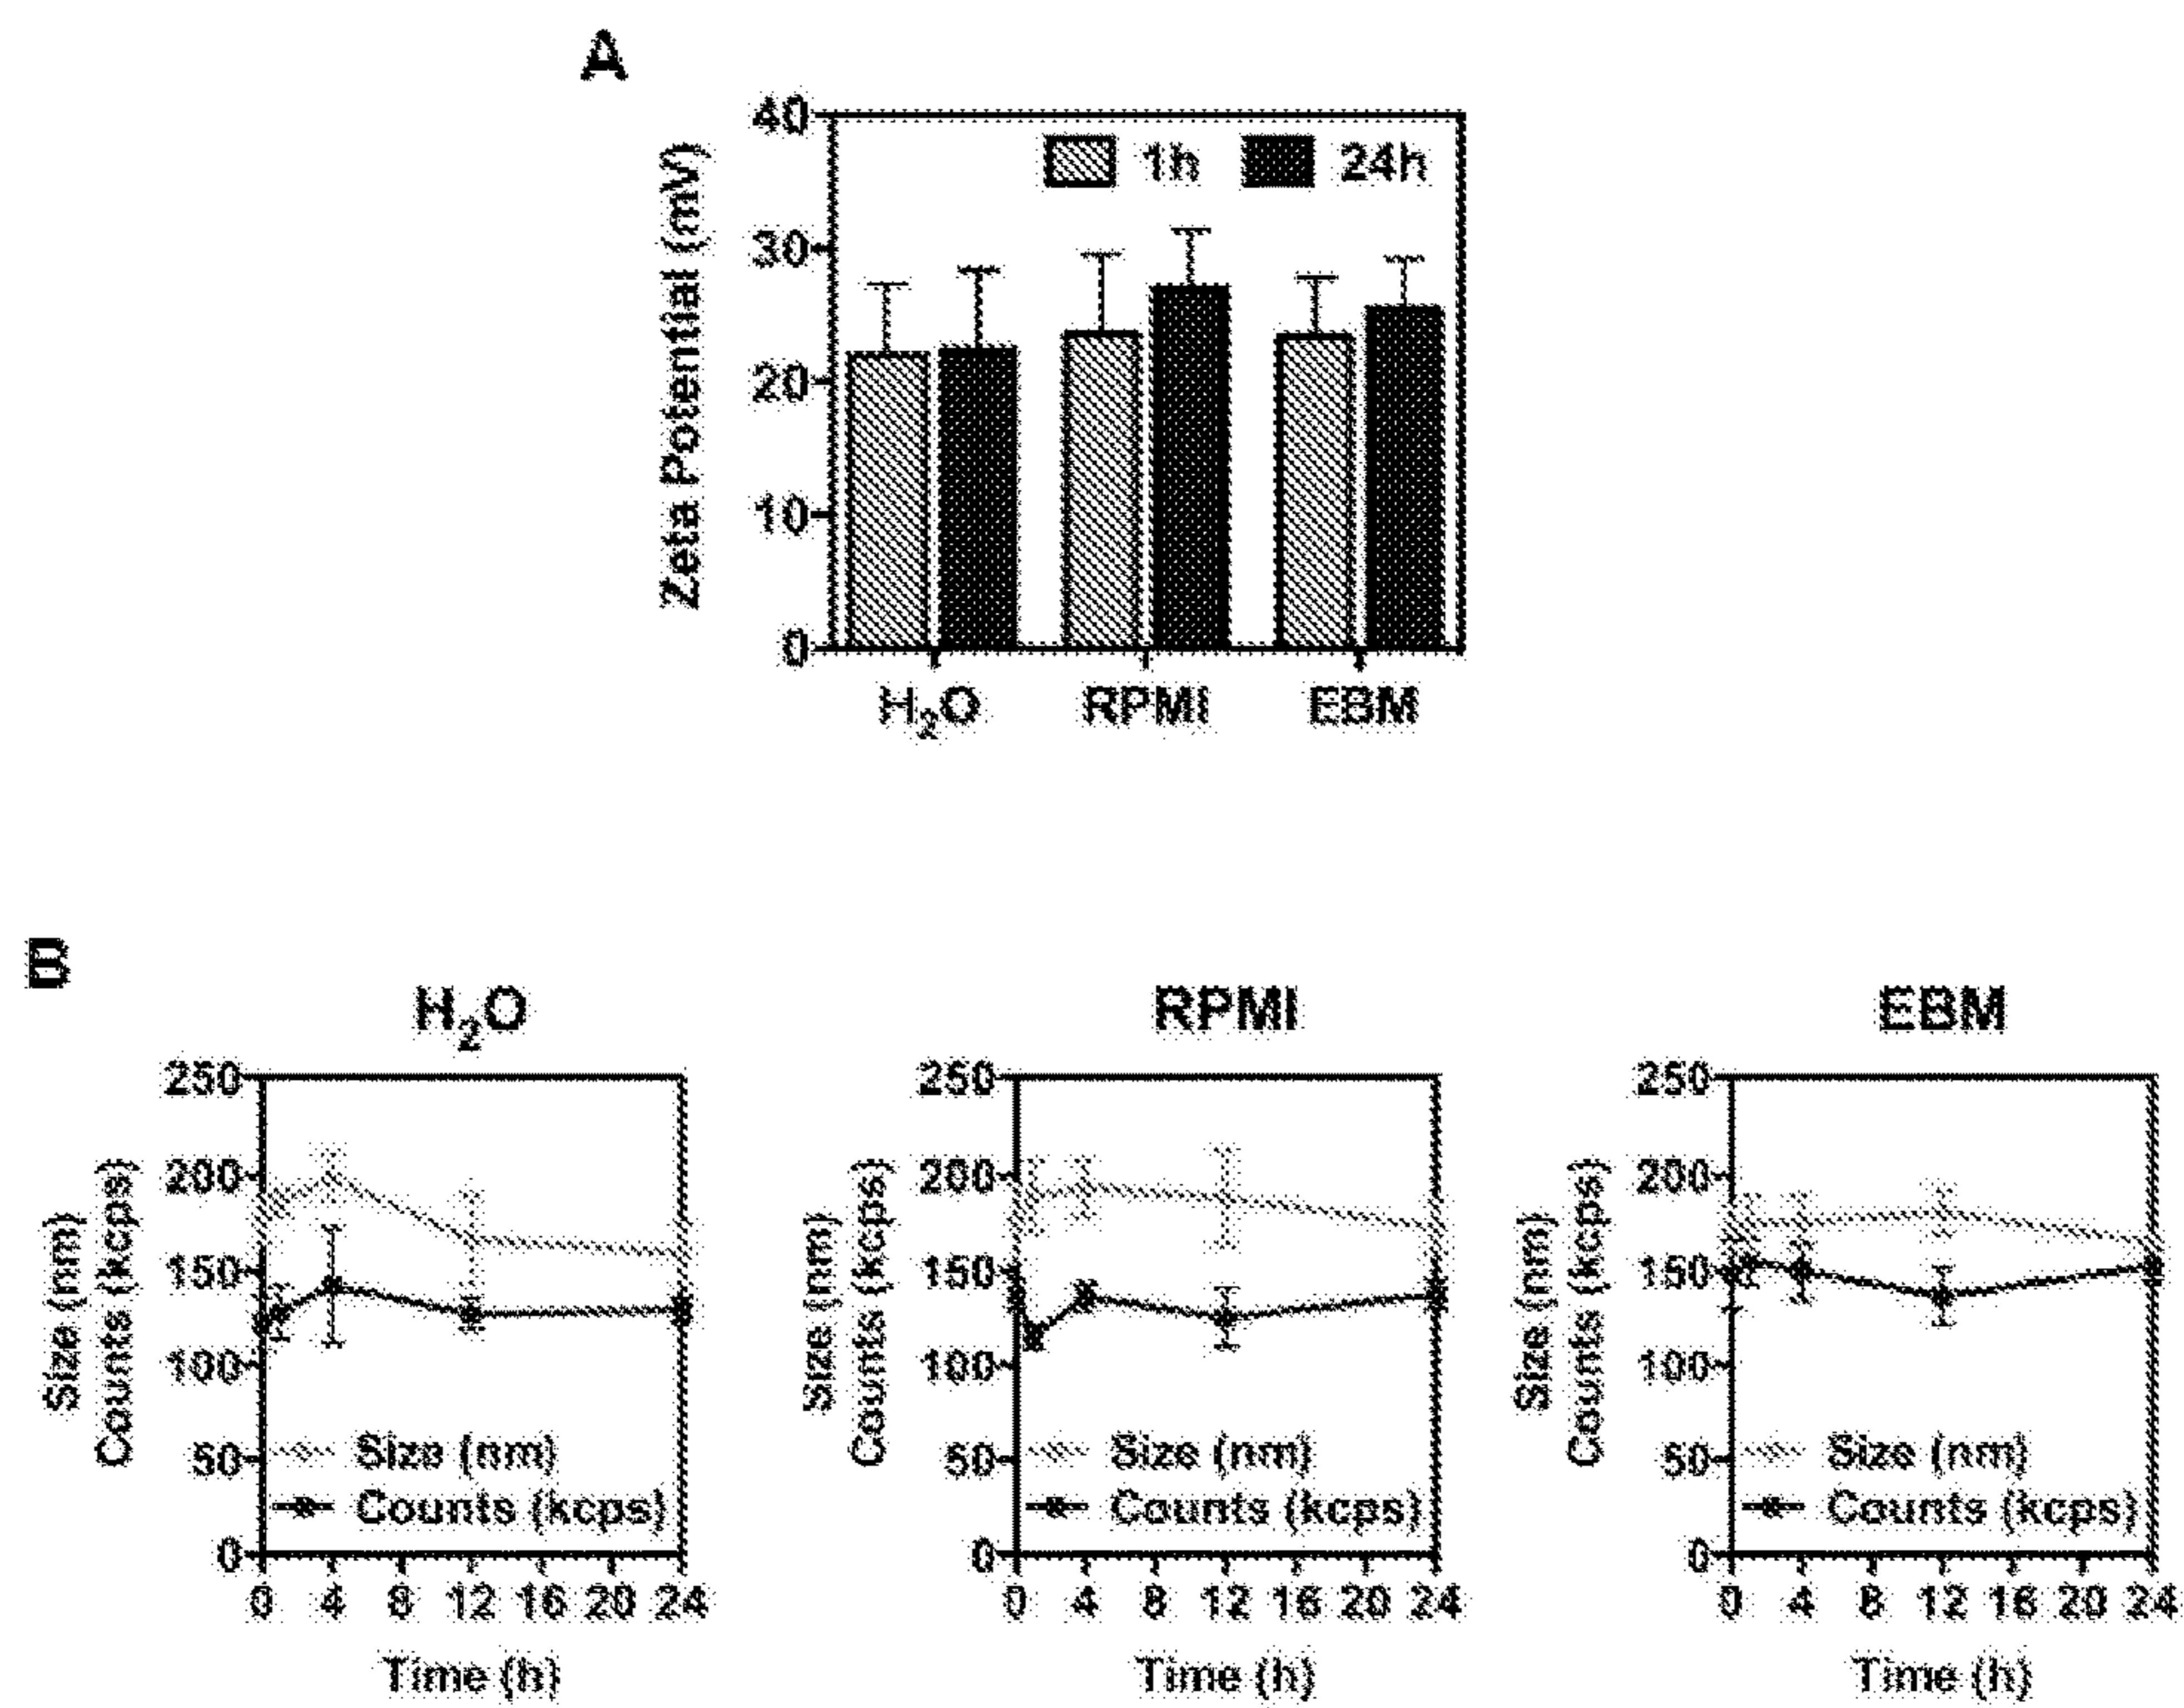 A
40
30
20
10
0
Zeta Potential (mV)
1h
24h
H₂O
RPMI
EBM
B
H₂O
250
200
150
100
50
0
Size (nm)
Counts (kcps)
Size (nm)
Counts (kcps)
0 4 8 12 16 20 24
Time (h)
RPMI
250
200
150
100
50
0
Size (nm)
Counts (kcps)
Size (nm)
Counts (kcps)
0 4 8 12 16 20 24
Time (h)
EBM
250
200
150
100
50
0
Size (nm)
Counts (kcps)
Size (nm)
Counts (kcps)
0 4 8 12 16 20 24
Time (h)